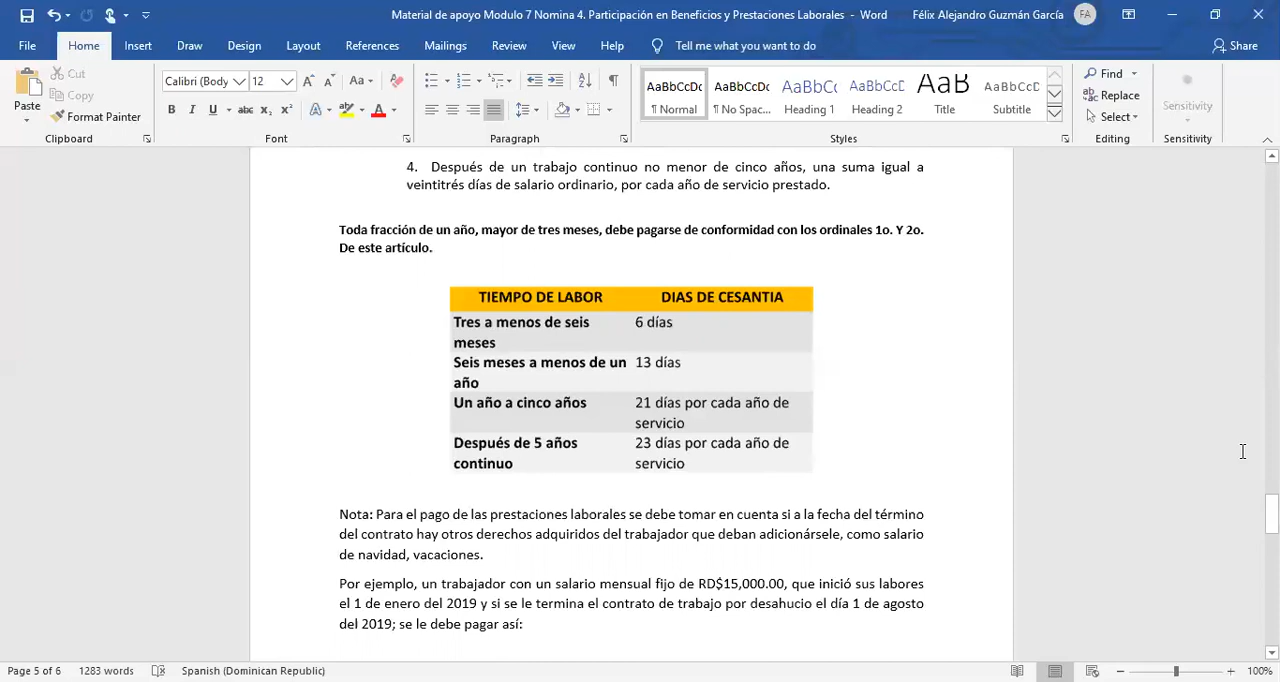 Material de apoyo Modulo 7 Nomina 4. Participación en Beneficios y Prestaciones Laborales - Word
Félix Alejandro Guzmán García
FA
File Home Insert Draw Design Layout References Mailings Review View Help Tell me what you want to do Share
Paste
Cut
Copy
Format Painter
Calibri (Body 12
AaBbCcDc
¶ Normal
AaBbCcDc
¶ No Spac...
AaBbCc
Heading 1
AaBbCcD
Heading 2
AaB
Title
AaBbCcDc
Subtitle
Find
Replace
Select
Sensitivity
Clipboard Font Paragraph Styles Editing Sensitivity
4. Después de un trabajo continuo no menor de cinco años, una suma igual a
veintitrés días de salario ordinario, por cada año de servicio prestado.
Toda fracción de un año, mayor de tres meses, debe pagarse de conformidad con los ordinales 1o. Y 2o.
De este artículo.
TIEMPO DE LABOR DIAS DE CESANTIA
Tres a menos de seis 6 días
meses
Seis meses a menos de un 13 días
año
Un año a cinco años 21 días por cada año de
servicio
Después de 5 años 23 días por cada año de
continuo servicio
Nota: Para el pago de las prestaciones laborales se debe tomar en cuenta si a la fecha del término
del contrato hay otros derechos adquiridos del trabajador que deban adicionársele, como salario
de navidad, vacaciones.
Por ejemplo, un trabajador con un salario mensual fijo de RD$15,000.00, que inició sus labores
el 1 de enero del 2019 y si se le termina el contrato de trabajo por desahucio el día 1 de agosto
del 2019; se le debe pagar así:
Page 5 of 6 1283 words Spanish (Dominican Republic) 100%